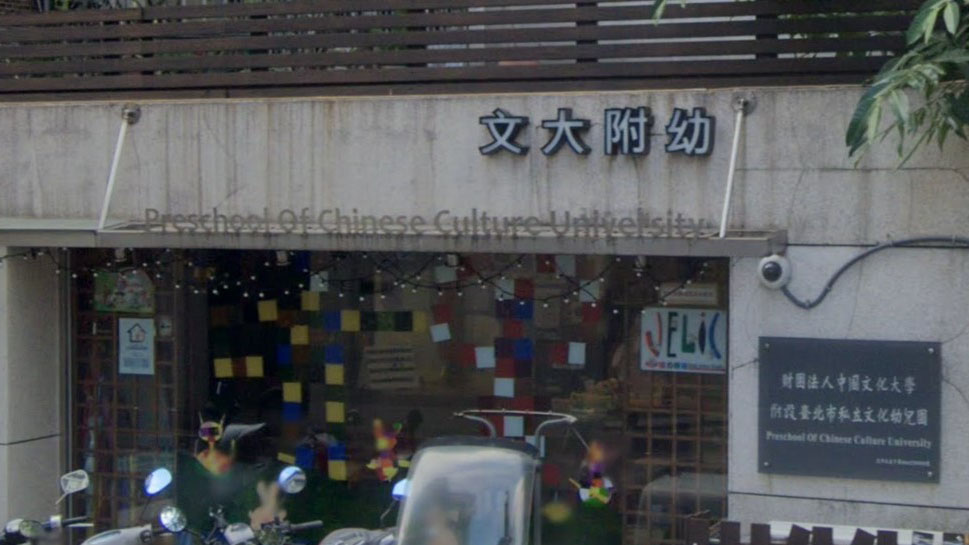 文大附幼
Preschool Of Chinese Culture University
JELIC
財團法人中國文化大學
附設臺北市私立文化幼兒園
Preschool Of Chinese Culture University